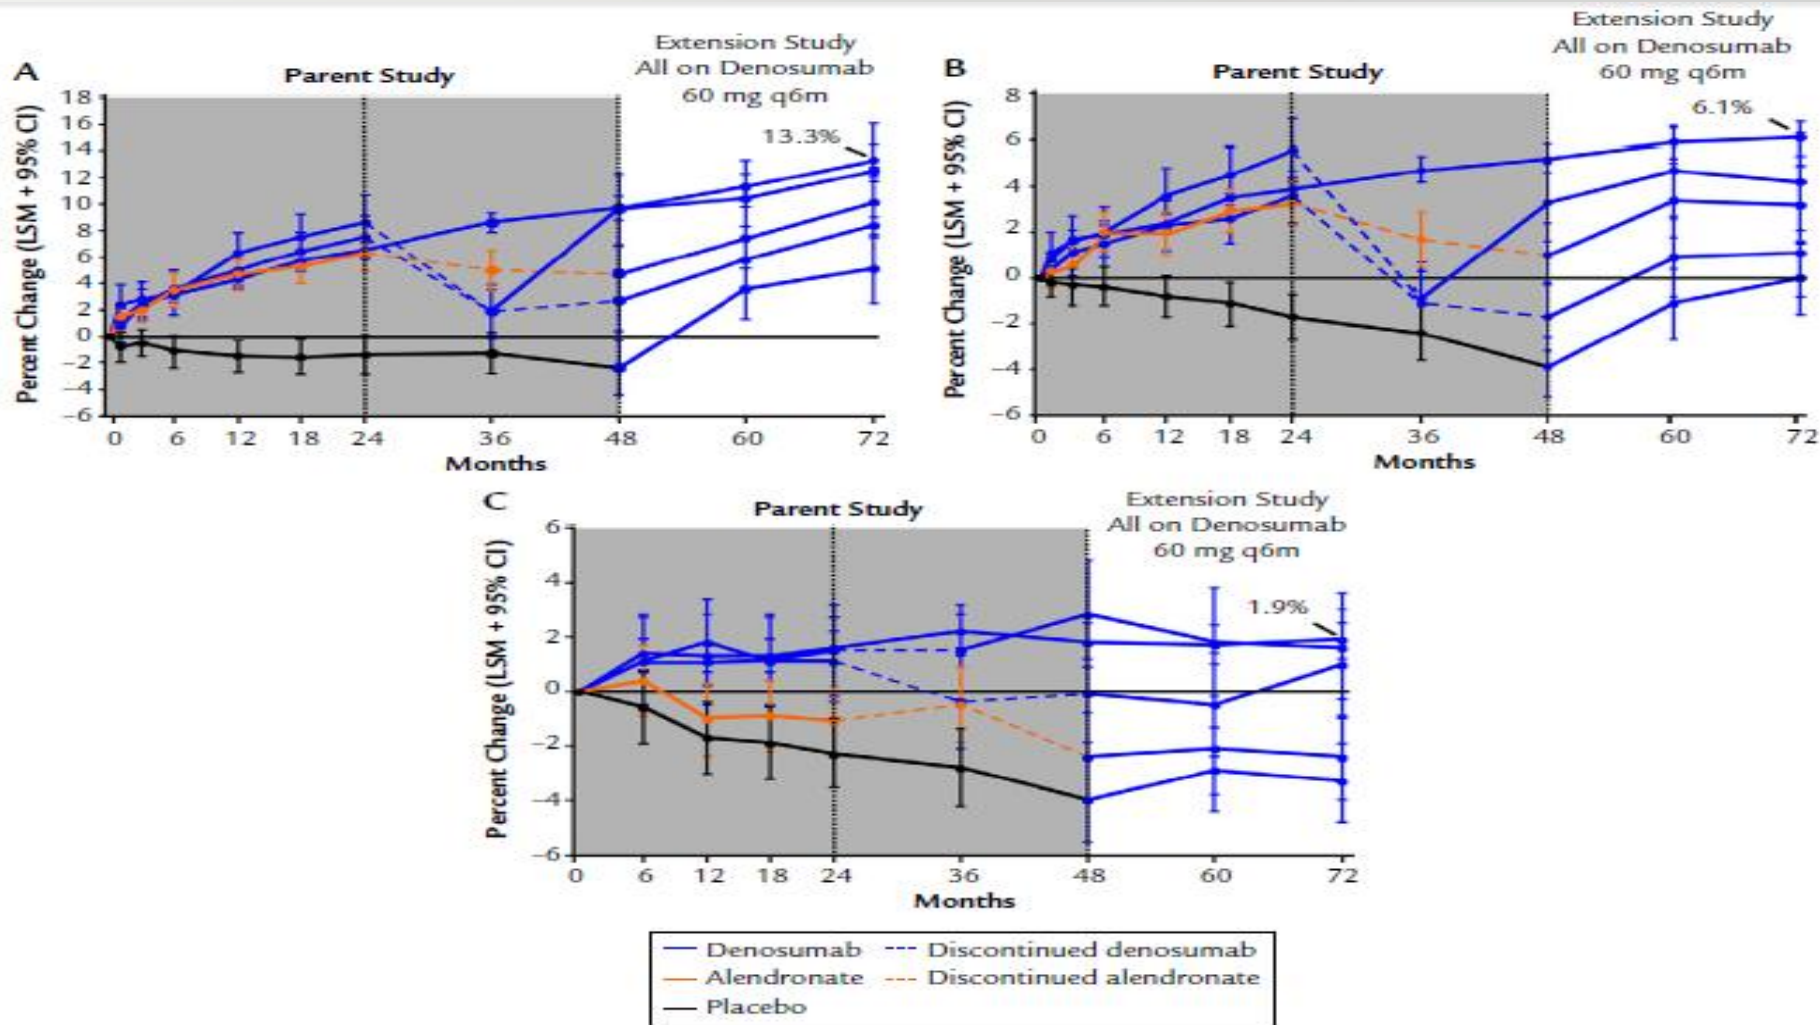 A
Parent Study
Extension Study
All on Denosumab
60 mg q6m
13.3%
Percent Change (LSM + 95% CI)
18
16
14
12
10
8
6
4
2
0
−2
−4
−6
0 6 12 18 24 36 48 60 72
Months
B
Parent Study
Extension Study
All on Denosumab
60 mg q6m
6.1%
Percent Change (LSM + 95% CI)
8
6
4
2
0
−2
−4
−6
0 6 12 18 24 36 48 60 72
Months
C
Parent Study
Extension Study
All on Denosumab
60 mg q6m
1.9%
Percent Change (LSM + 95% CI)
6
4
2
0
−2
−4
−6
0 6 12 18 24 36 48 60 72
Months
Denosumab Discontinued denosumab
Alendronate Discontinued alendronate
Placebo